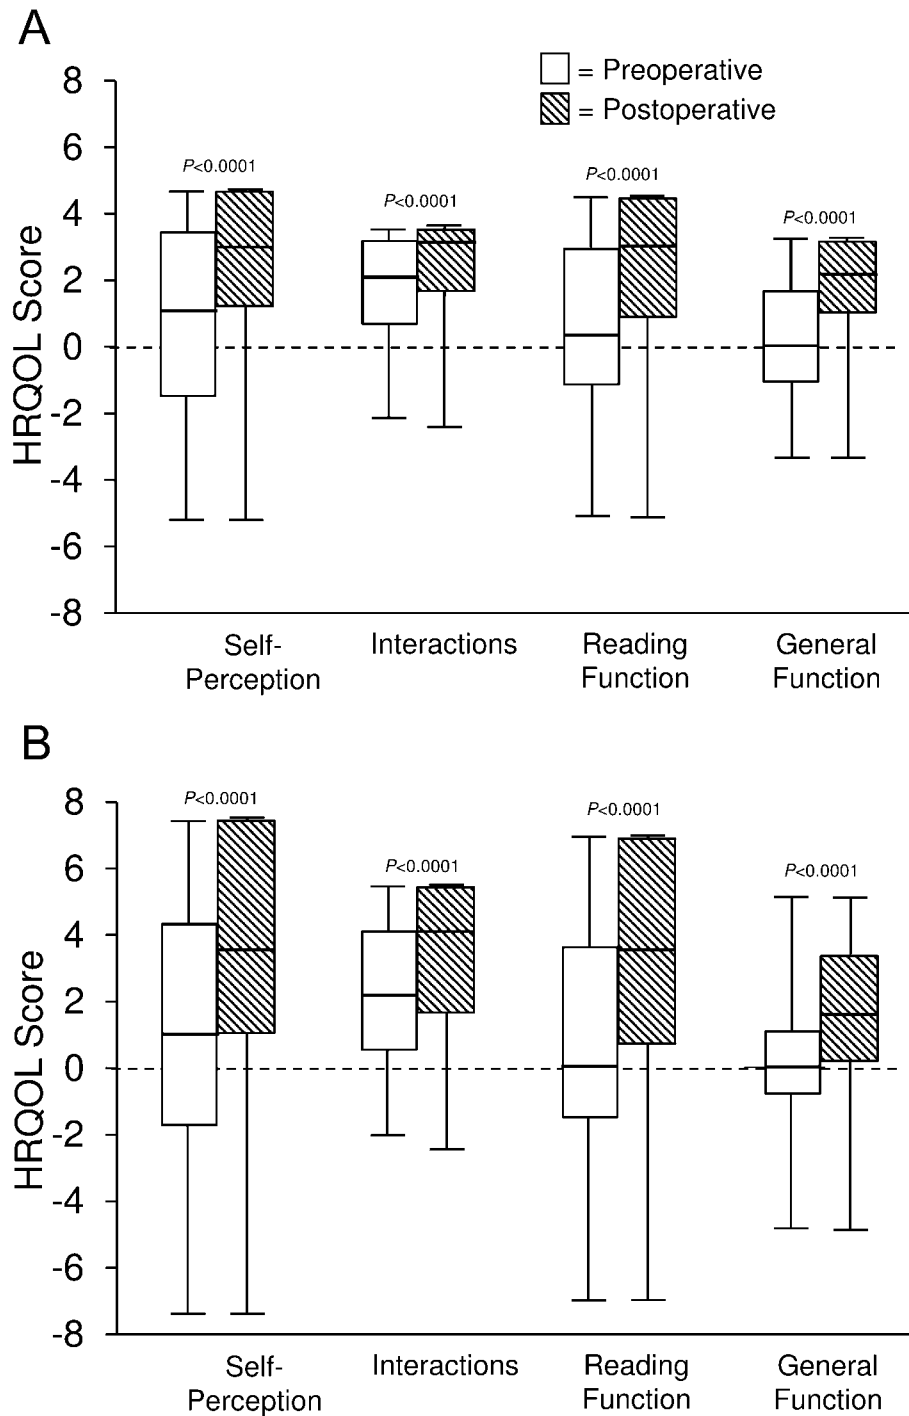 A
= Preoperative
= Postoperative
8
6
4
2
0
-2
-4
-6
-8
HRQOL Score
P<0.0001
P<0.0001
P<0.0001
P<0.0001
Self-
Perception
Interactions
Reading
Function
General
Function
B
8
6
4
2
0
-2
-4
-6
-8
HRQOL Score
P<0.0001
P<0.0001
P<0.0001
P<0.0001
Self-
Perception
Interactions
Reading
Function
General
Function